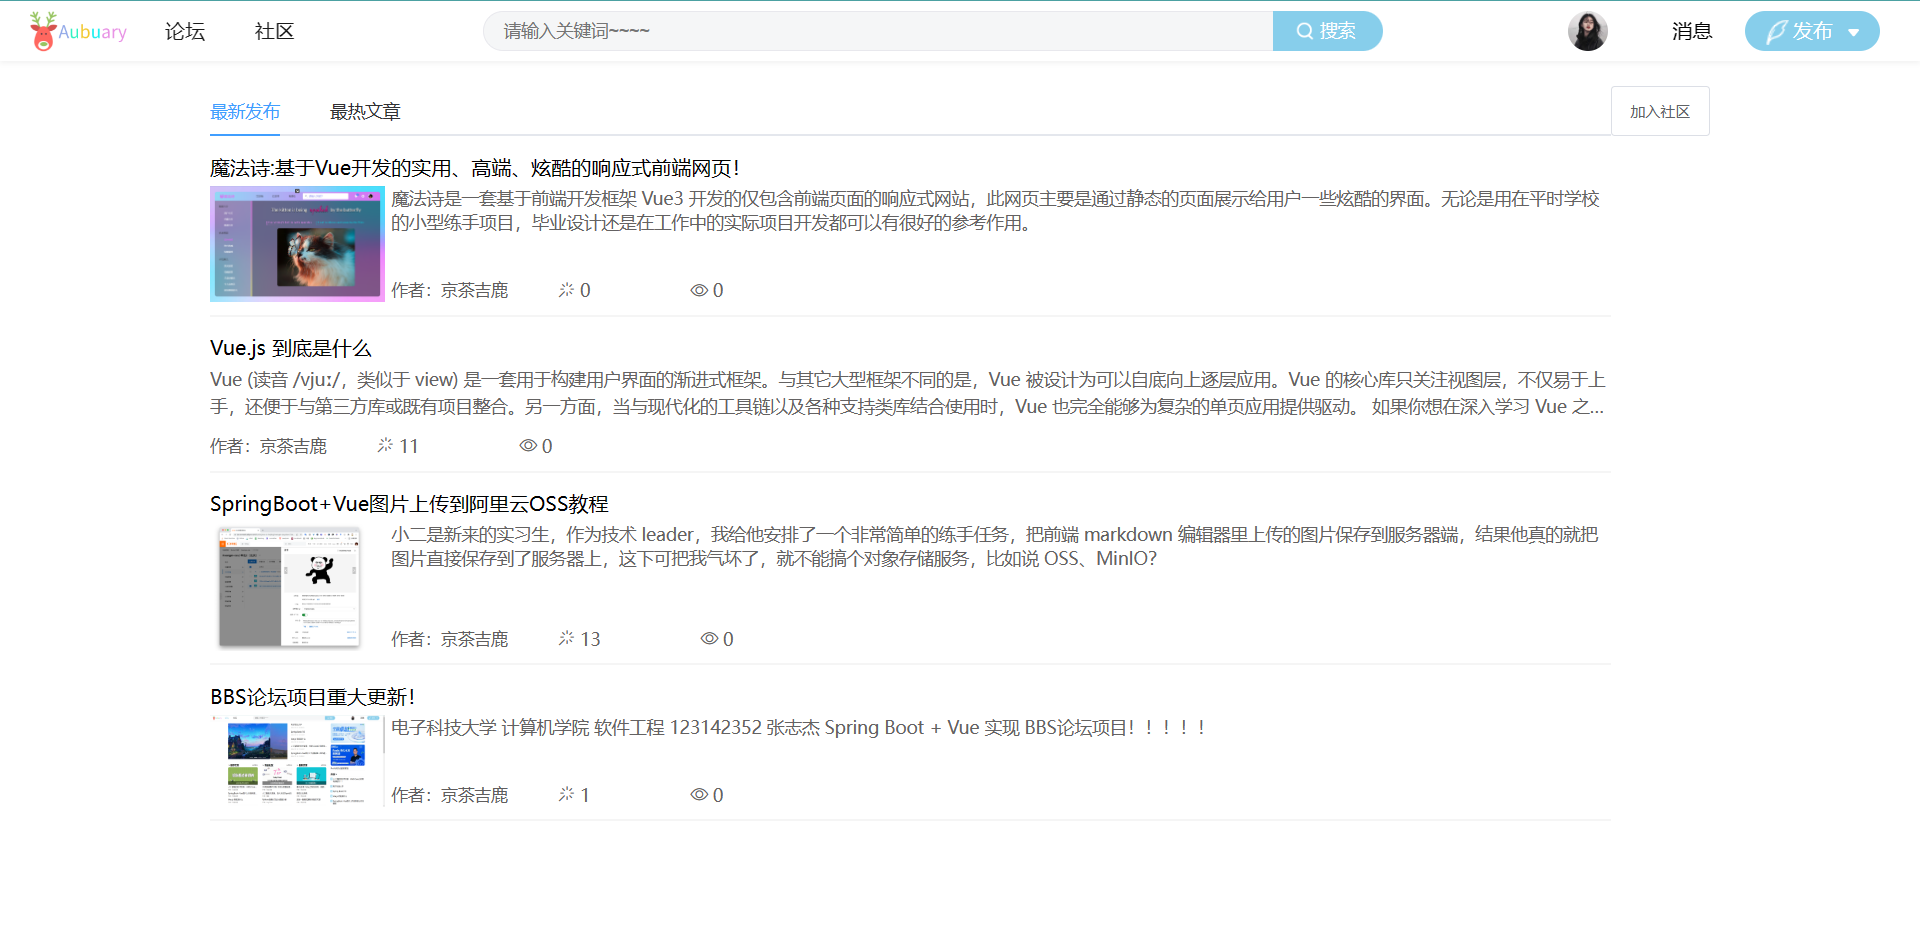 Aubuary
论坛
社区
请输入关键词~~~~
搜索
消息
发布
最新发布
最热文章
加入社区
魔法诗:基于Vue开发的实用、高端、炫酷的响应式前端网页！
魔法诗是一套基于前端开发框架 Vue3 开发的仅包含前端页面的响应式网站，此网页主要是通过静态的页面展示给用户一些炫酷的界面。无论是用在平时学校
的小型练手项目，毕业设计还是在工作中的实际项目开发都可以有很好的参考作用。
作者：京茶吉鹿 0 0
Vue.js 到底是什么
Vue (读音 /vjuː/，类似于 view) 是一套用于构建用户界面的渐进式框架。与其它大型框架不同的是，Vue 被设计为可以自底向上逐层应用。Vue 的核心库只关注视图层，不仅易于上
手，还便于与第三方库或既有项目整合。另一方面，当与现代化的工具链以及各种支持类库结合使用时，Vue 也完全能够为复杂的单页应用提供驱动。 如果你想在深入学习 Vue 之...
作者：京茶吉鹿 11 0
SpringBoot+Vue图片上传到阿里云OSS教程
小二是新来的实习生，作为技术 leader，我给他安排了一个非常简单的练手任务，把前端 markdown 编辑器里上传的图片保存到服务器端，结果他真的就把
图片直接保存到了服务器上，这下可把我气坏了，就不能搞个对象存储服务，比如说 OSS、MinIO？
作者：京茶吉鹿 13 0
BBS论坛项目重大更新！
电子科技大学 计算机学院 软件工程 123142352 张志杰 Spring Boot + Vue 实现 BBS论坛项目！！！！！
作者：京茶吉鹿 1 0